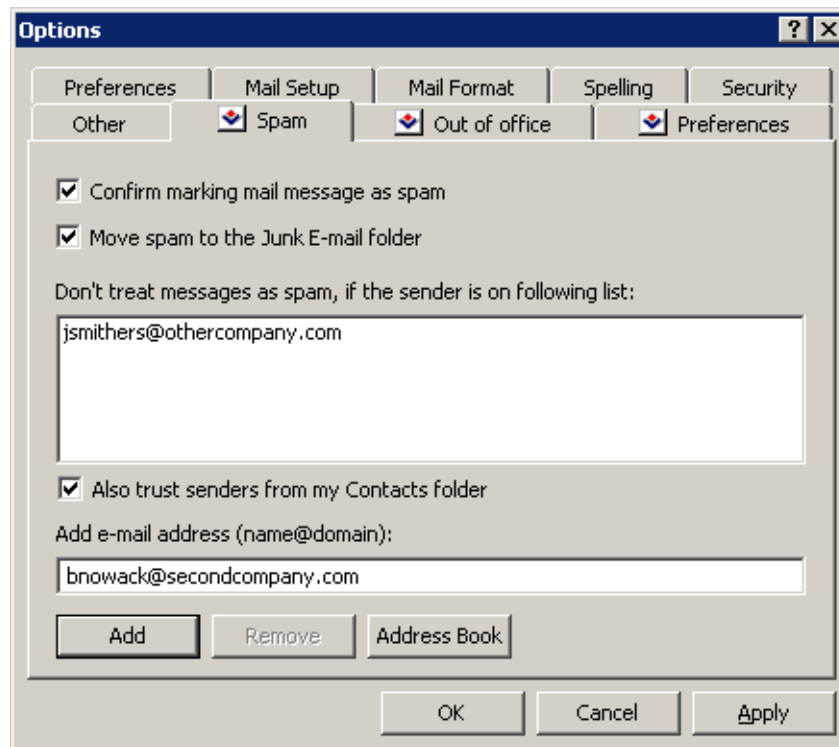 Options
Preferences Mail Setup Mail Format Spelling Security
Other Spam Out of office Preferences
Confirm marking mail message as spam
Move spam to the Junk E-mail folder
Don't treat messages as spam, if the sender is on following list:
jsmithers@othercompany.com
Also trust senders from my Contacts folder
Add e-mail address (name@domain):
bnowack@secondcompany.com
Add Remove Address Book
OK Cancel Apply